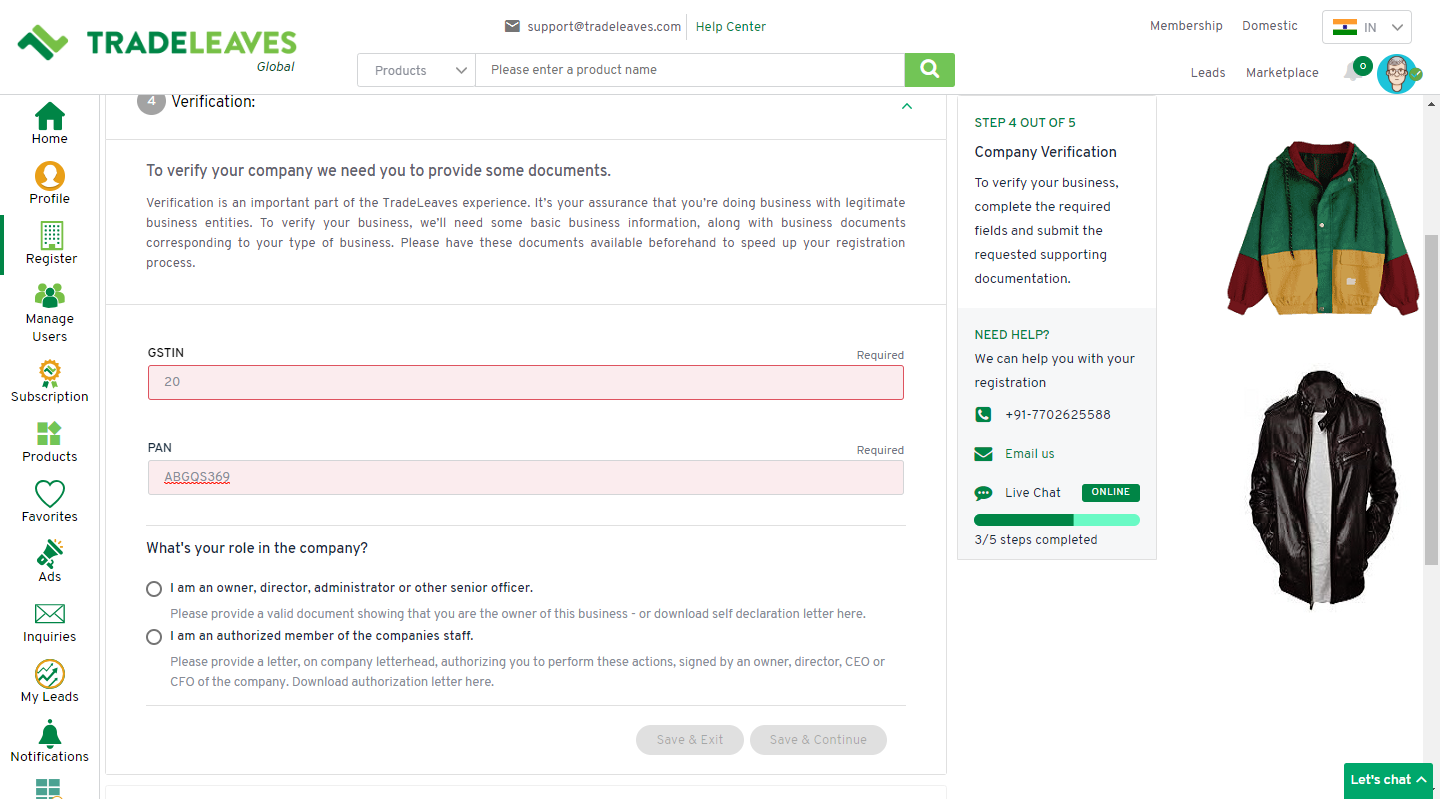 TRADELEAVES
Global
support@tradeleaves.com
Help Center
Membership
Domestic
IN
Products
Please enter a product name
Leads
Marketplace
0
Home
Profile
Register
Manage
Users
Subscription
Products
Favorites
Ads
Inquiries
My Leads
Notifications
4 Verification:
To verify your company we need you to provide some documents.
Verification is an important part of the TradeLeaves experience. It's your assurance that you're doing business with legitimate
business entities. To verify your business, we'll need some basic business information, along with business documents
corresponding to your type of business. Please have these documents available beforehand to speed up your registration
process.
GSTIN
Required
20
PAN
Required
ABGQS369
What's your role in the company?
I am an owner, director, administrator or other senior officer.
Please provide a valid document showing that you are the owner of this business - or download self declaration letter here.
I am an authorized member of the companies staff.
Please provide a letter, on company letterhead, authorizing you to perform these actions, signed by an owner, director, CEO or
CFO of the company. Download authorization letter here.
Save & Exit
Save & Continue
STEP 4 OUT OF 5
Company Verification
To verify your business,
complete the required
fields and submit the
requested supporting
documentation.
NEED HELP?
We can help you with your
registration
+91-7702625588
Email us
Live Chat
ONLINE
3/5 steps completed
Let's chat